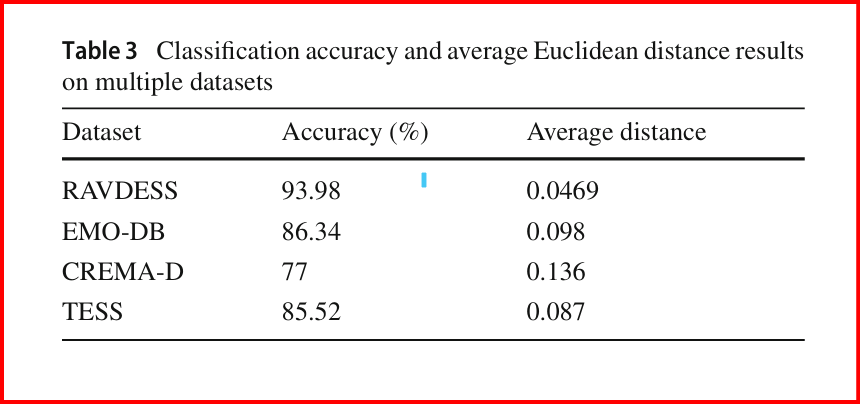 Table 3 Classification accuracy and average Euclidean distance results
on multiple datasets
Dataset Accuracy (%) Average distance
RAVDESS 93.98 0.0469
EMO-DB 86.34 0.098
CREMA-D 77 0.136
TESS 85.52 0.087